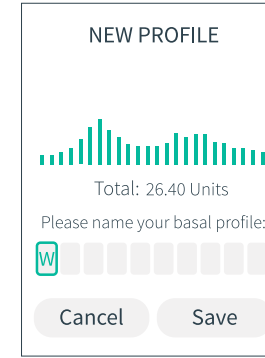 NEW PROFILE
Total: 26.40 Units
Please name your basal profile:
W
Cancel Save